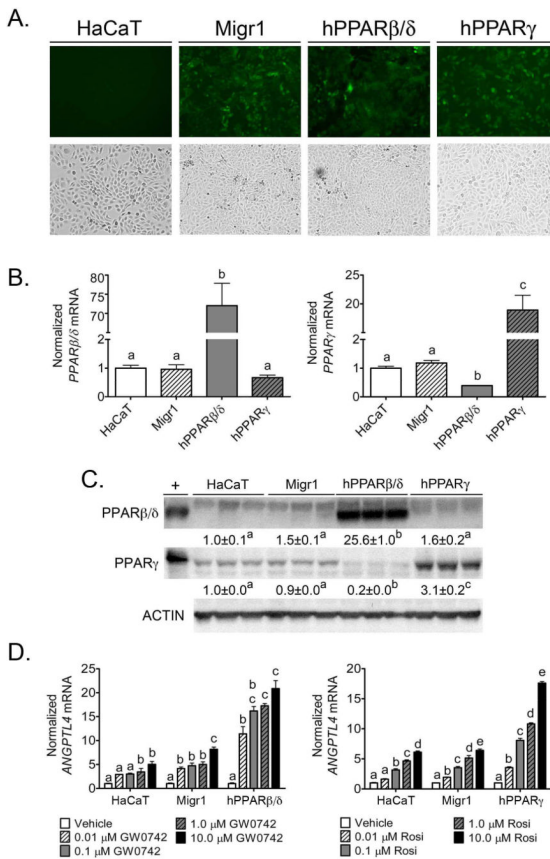 A.
HaCaT Migr1 hPPARβ/δ hPPARγ
B.
Normalized
PPARβ/δ mRNA
85
80
75
70
2
1
0
a a b a
HaCaT
Migr1
hPPARβ/δ
hPPARγ
Normalized
PPARγ mRNA
25
20
15
2
1
0
a a b c
HaCaT
Migr1
hPPARβ/δ
hPPARγ
C.
+ HaCaT Migr1 hPPARβ/δ hPPARγ
PPARβ/δ
1.0±0.1a 1.5±0.1a 25.6±1.0b 1.6±0.2a
PPARγ
1.0±0.0a 0.9±0.0a 0.2±0.0b 3.1±0.2c
ACTIN
D.
Normalized
ANGPTL4 mRNA
25
20
15
10
5
0
a a a b b
a b b b c
a b b c c c
HaCaT Migr1 hPPARβ/δ
Vehicle
0.01 μM GW0742
0.1 μM GW0742
1.0 μM GW0742
10.0 μM GW0742
Normalized
ANGPTL4 mRNA
20
15
10
5
0
a a b c d
a a b c d
a b c d e
HaCaT Migr1 hPPARγ
Vehicle
0.01 μM Rosi
0.1 μM Rosi
1.0 μM Rosi
10.0 μM Rosi